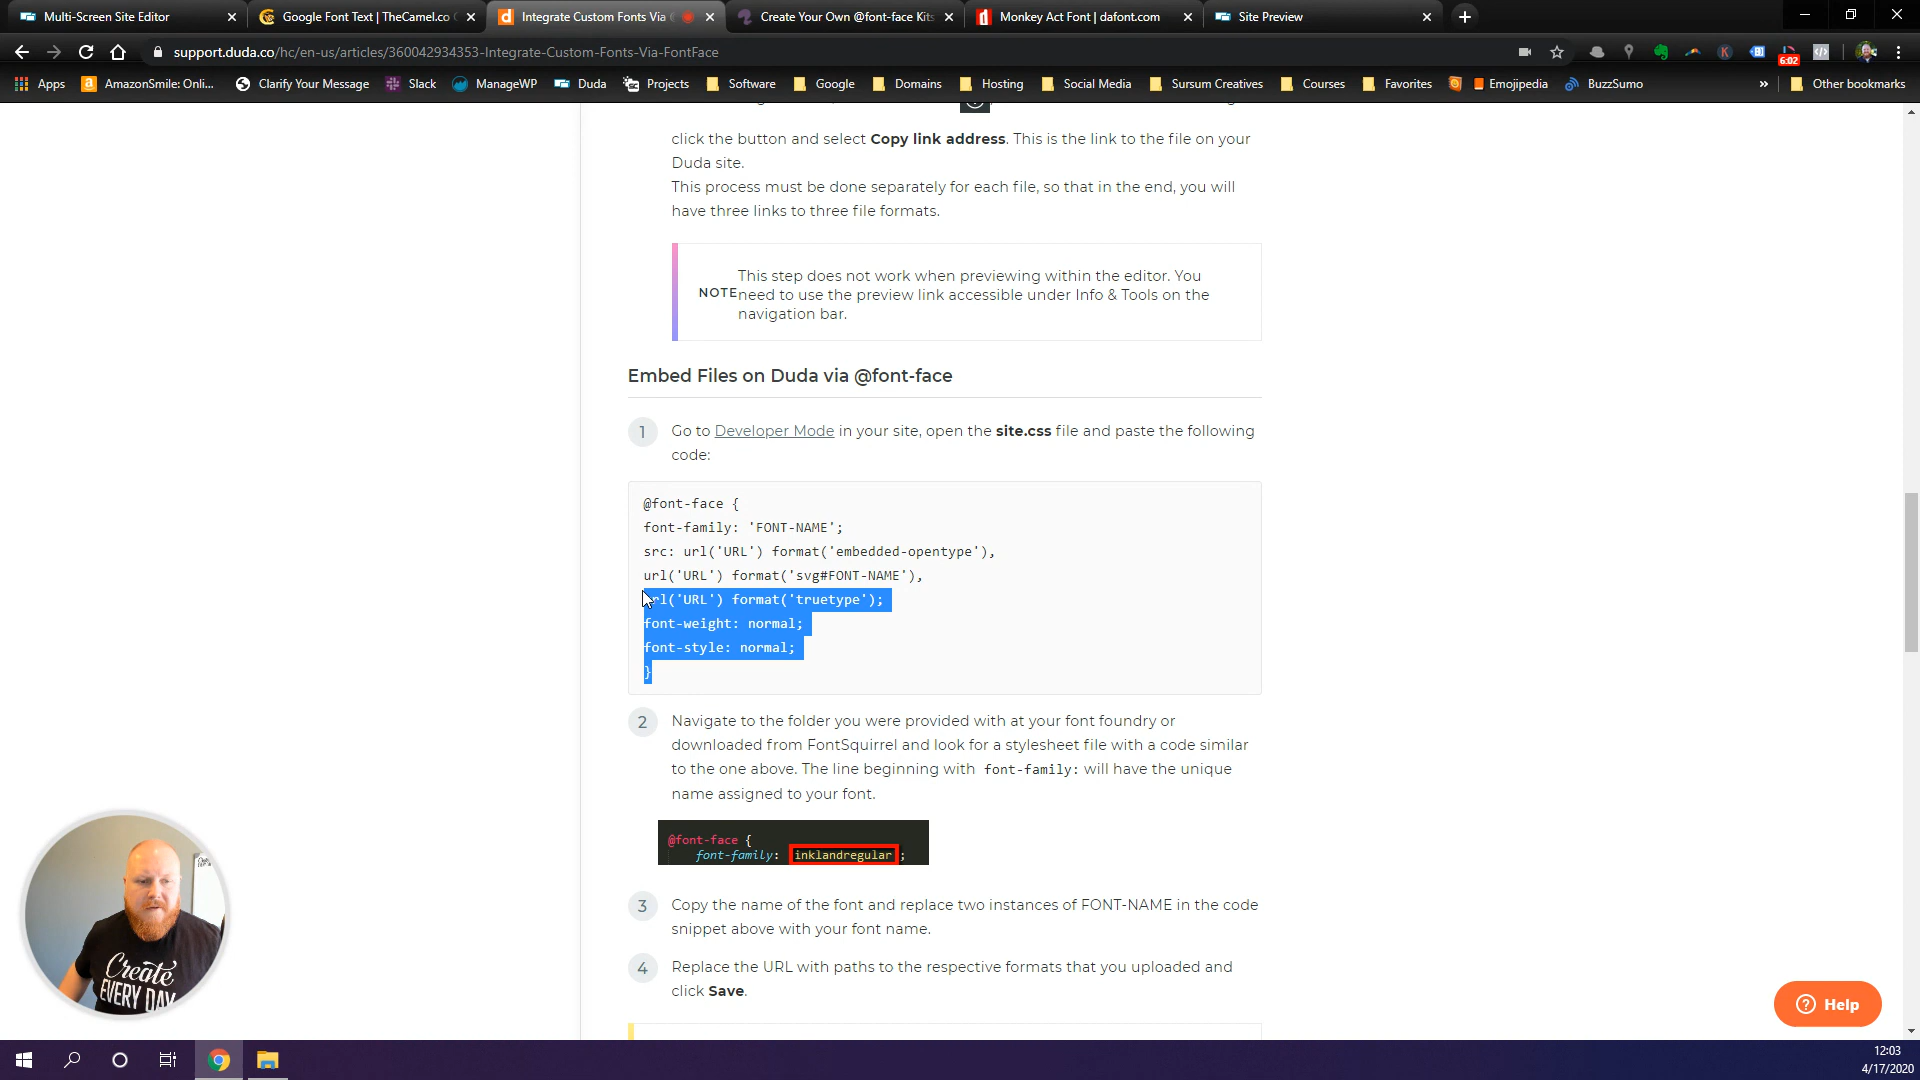 Multi-Screen Site Editor
Google Font Text | TheCamel.co
Integrate Custom Fonts Via
Create Your Own @font-face Kits
Monkey Act Font | dafont.com
Site Preview
support.duda.co/hc/en-us/articles/360042934353-Integrate-Custom-Fonts-Via-FontFace
6:02
Apps
AmazonSmile: Onli...
Clarify Your Message
Slack
ManageWP
Duda
Projects
Software
Google
Domains
Hosting
Social Media
Sursum Creatives
Courses
Favorites
Emojipedia
BuzzSumo
»
Other bookmarks
click the button and select Copy link address. This is the link to the file on your
Duda site.
This process must be done separately for each file, so that in the end, you will
have three links to three file formats.
NOTE
This step does not work when previewing within the editor. You
need to use the preview link accessible under Info & Tools on the
navigation bar.
Embed Files on Duda via @font-face
1
Go to Developer Mode in your site, open the site.css file and paste the following
code:
@font-face {
font-family: 'FONT-NAME';
src: url('URL') format('embedded-opentype'),
url('URL') format('svg#FONT-NAME'),
url('URL') format('truetype');
font-weight: normal;
font-style: normal;
}
2
Navigate to the folder you were provided with at your font foundry or
downloaded from FontSquirrel and look for a stylesheet file with a code similar
to the one above. The line beginning with font-family: will have the unique
name assigned to your font.
@font-face {
font-family: inklandregular ;
3
Copy the name of the font and replace two instances of FONT-NAME in the code
snippet above with your font name.
4
Replace the URL with paths to the respective formats that you uploaded and
click Save.
Create
EVERY DAY
Help
12:03
4/17/2020